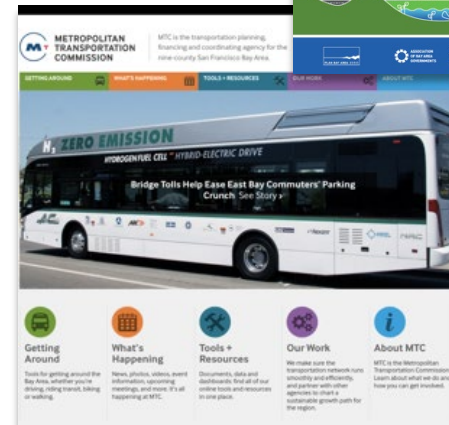 METROPOLITAN
TRANSPORTATION
COMMISSION
MTC is the transportation planning,
financing and coordinating agency for the
nine-county San Francisco Bay Area.
PLAN BAY AREA
ASSOCIATION
OF BAY AREA
GOVERNMENTS
GETTING AROUND
WHAT'S HAPPENING
TOOLS + RESOURCES
OUR WORK
ABOUT MTC
H2 ZERO EMISSION
HYDROGEN FUEL CELL HYBRID-ELECTRIC DRIVE
Bridge Tolls Help Ease East Bay Commuters' Parking
Crunch See Story ›
Getting
Around
Tools for getting around the
Bay Area, whether you're
driving, riding transit, biking
or walking.
What's
Happening
News, photos, videos, event
information, upcoming
meetings, and more. It's all
happening at MTC.
Tools +
Resources
Documents, data and
dashboards: find all of our
online tools and resources
in one place.
Our Work
We make sure the
transportation network runs
smoothly and efficiently,
and partner with other
agencies to chart a
sustainable growth path for
the region.
About MTC
MTC is the Metropolitan
Transportation Commission.
Learn about what we do and
how you can get involved.